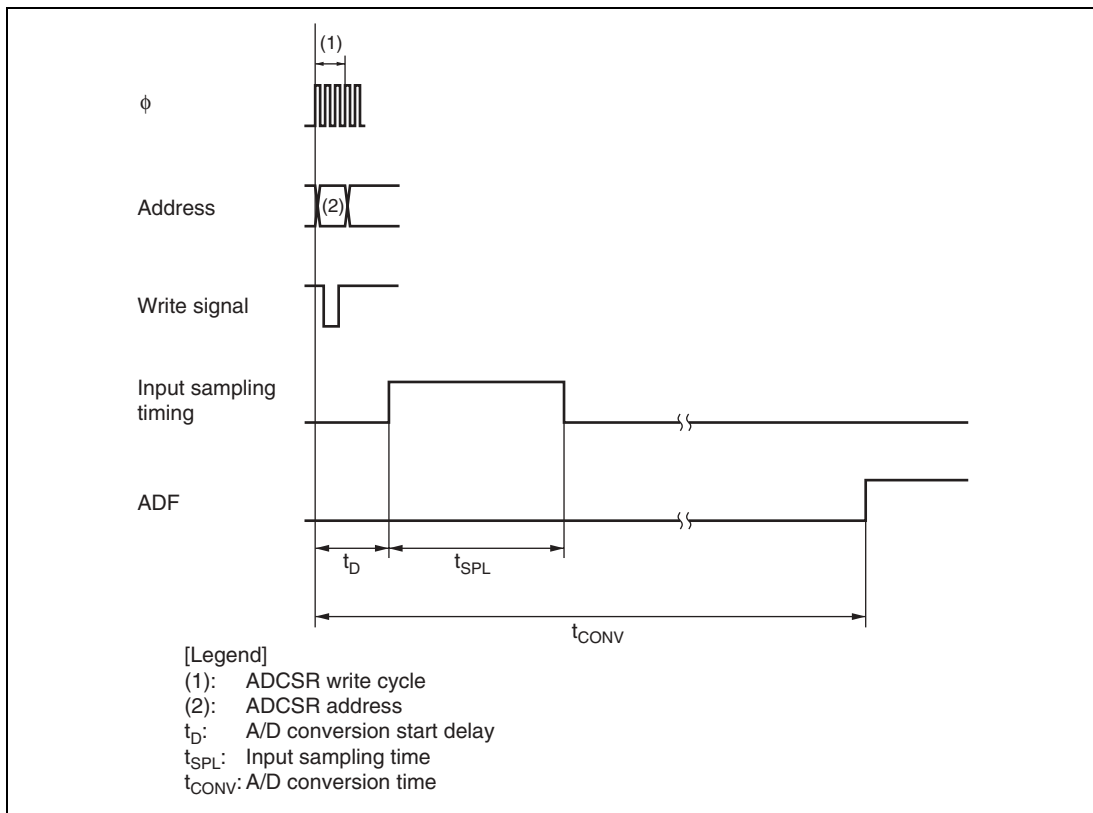 (1)
ϕ
Address
(2)
Write signal
Input sampling
timing
ADF
tD
tSPL
tCONV
[Legend]
(1): ADCSR write cycle
(2): ADCSR address
tD: A/D conversion start delay
tSPL: Input sampling time
tCONV: A/D conversion time